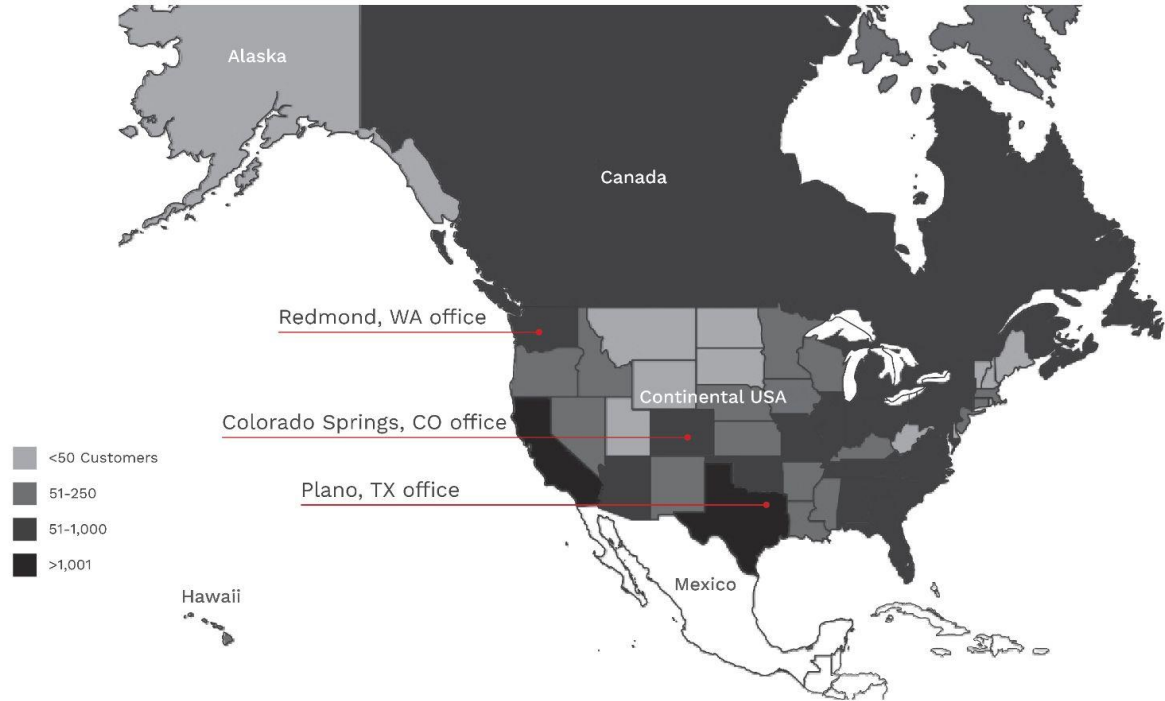 Alaska
Canada
Redmond, WA office
Continental USA
Colorado Springs, CO office
<50 Customers
51-250
Plano, TX office
51-1,000
>1,001
Mexico
Hawaii